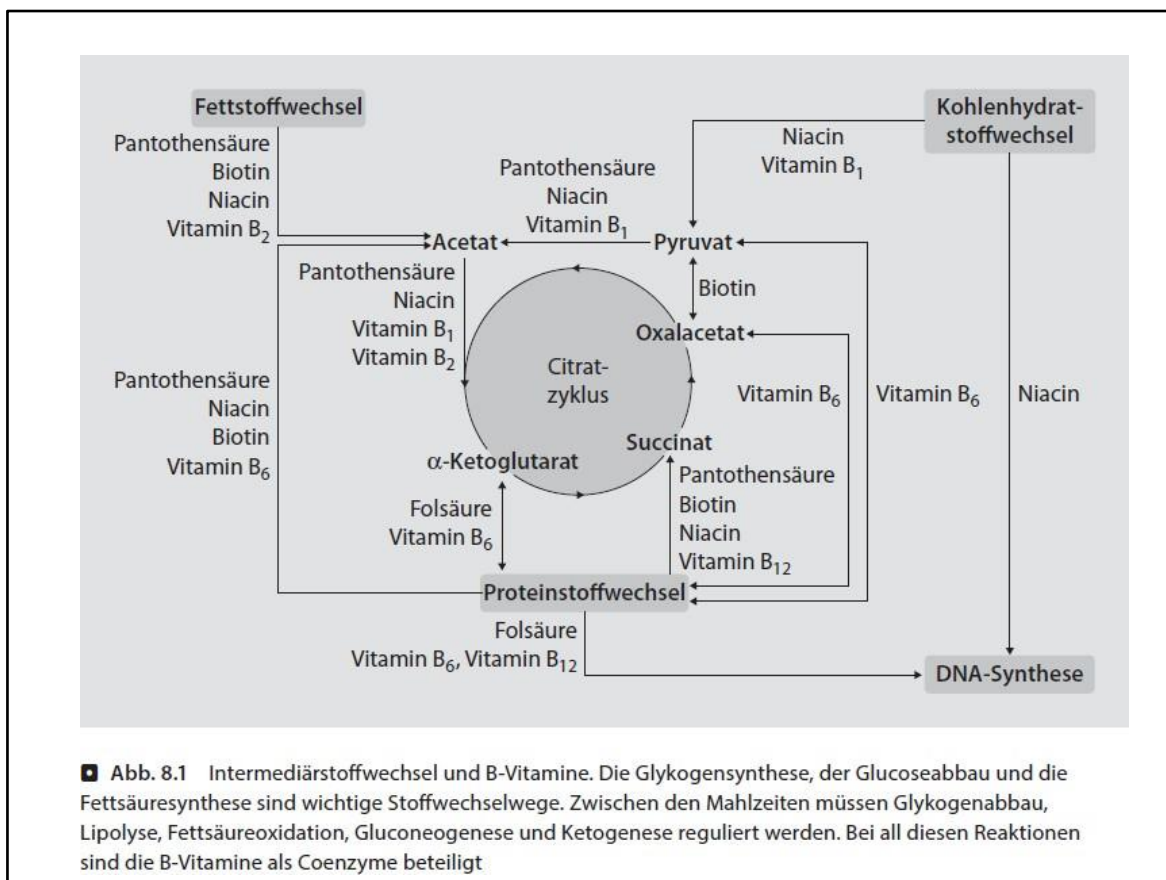 Fettstoffwechsel
Pantothensäure
Biotin
Niacin
Vitamin B₂
Kohlenhydrat-
stoffwechsel
Niacin
Vitamin B₁
Pantothensäure
Niacin
Vitamin B₁
Acetat
Pyruvat
Pantothensäure
Niacin
Vitamin B₁
Vitamin B₂
Biotin
Oxalacetat
Citrat-
zyklus
Pantothensäure
Niacin
Biotin
Vitamin B₆
Vitamin B₆
Vitamin B₆
Niacin
Succinat
α-Ketoglutarat
Pantothensäure
Biotin
Niacin
Vitamin B₁₂
Folsäure
Vitamin B₆
Proteinstoffwechsel
Folsäure
Vitamin B₆, Vitamin B₁₂
DNA-Synthese
Abb. 8.1 Intermediärstoffwechsel und B-Vitamine. Die Glykogensynthese, der Glucoseabbau und die
Fettsäuresynthese sind wichtige Stoffwechselwege. Zwischen den Mahlzeiten müssen Glykogenabbau,
Lipolyse, Fettsäureoxidation, Gluconeogenese und Ketogenese reguliert werden. Bei all diesen Reaktionen
sind die B-Vitamine als Coenzyme beteiligt